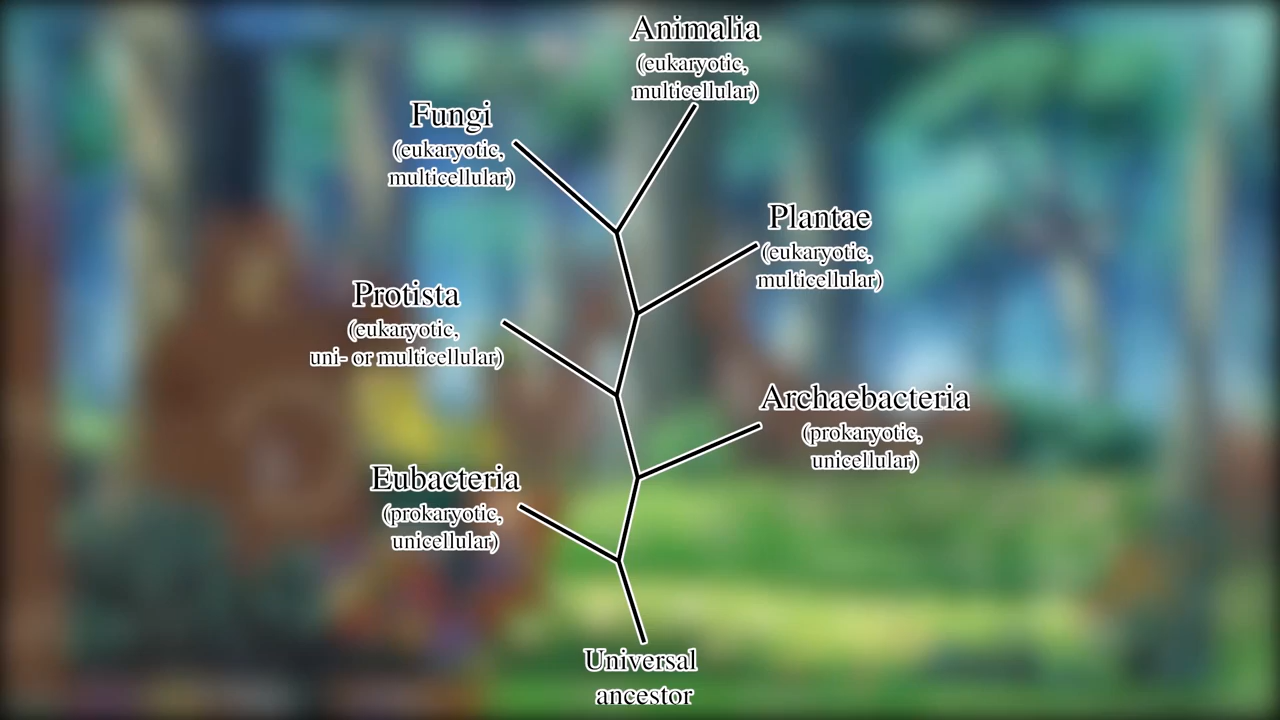 Animalia
(eukaryotic,
multicellular)
Fungi
(eukaryotic,
multicellular)
Plantae
(eukaryotic,
multicellular)
Protista
(eukaryotic,
uni- or multicellular)
Archaebacteria
(prokaryotic,
unicellular)
Eubacteria
(prokaryotic,
unicellular)
Universal
ancestor